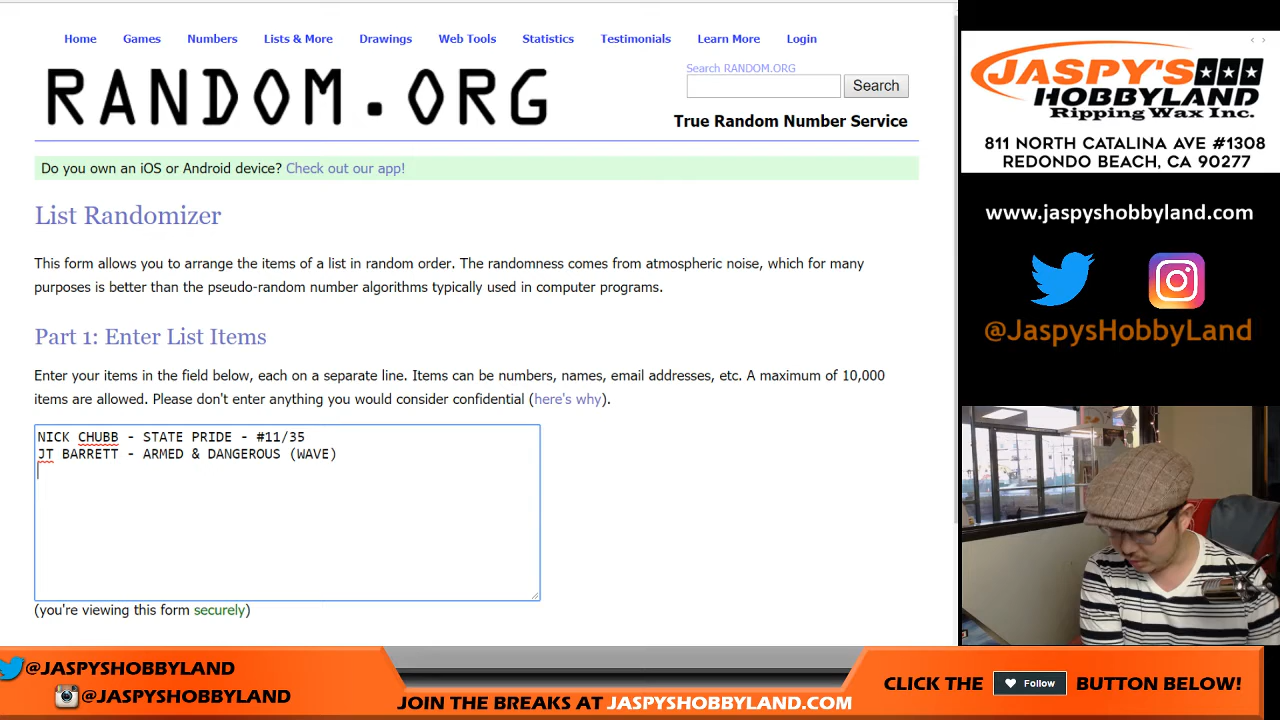 Home Games Numbers Lists & More Drawings Web Tools Statistics Testimonials Learn More Login
RANDOM.ORG
Search RANDOM.ORG
Search
True Random Number Service
Do you own an iOS or Android device? Check out our app!
List Randomizer
This form allows you to arrange the items of a list in random order. The randomness comes from atmospheric noise, which for many
purposes is better than the pseudo-random number algorithms typically used in computer programs.
Part 1: Enter List Items
Enter your items in the field below, each on a separate line. Items can be numbers, names, email addresses, etc. A maximum of 10,000
items are allowed. Please don't enter anything you would consider confidential (here's why).
NICK CHUBB - STATE PRIDE - #11/35
JT BARRETT - ARMED & DANGEROUS (WAVE)
(you're viewing this form securely)
JASPY'S
HOBBYLAND
Ripping Wax Inc.
811 NORTH CATALINA AVE #1308
REDONDO BEACH, CA 90277
www.jaspyshobbyland.com
@JaspysHobbyLand
@JASPYSHOBBYLAND
@JASPYSHOBBYLAND
JOIN THE BREAKS AT JASPYSHOBBYLAND.COM
CLICK THE Follow BUTTON BELOW!